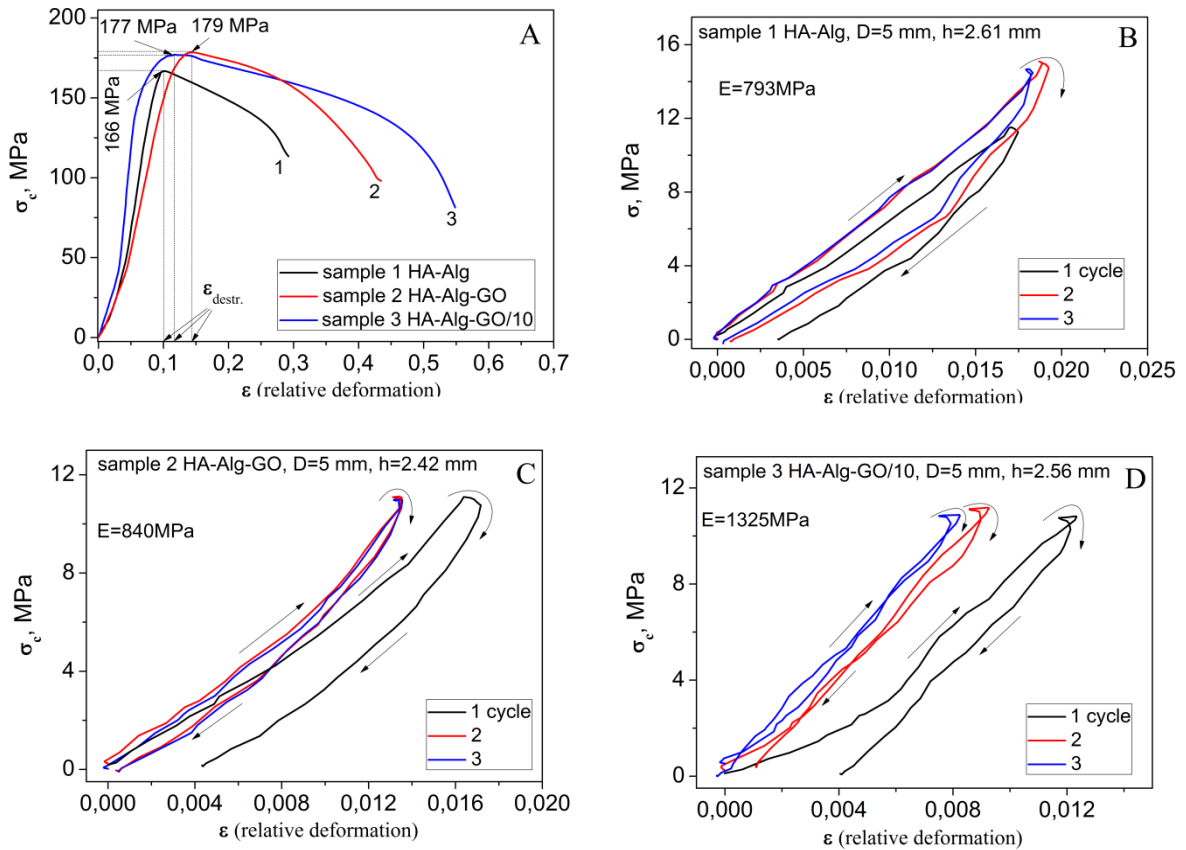 A
177 MPa
179 MPa
166 MPa
200
150
100
50
0
σc, MPa
1
2
3
εdestr.
sample 1 HA-Alg
sample 2 HA-Alg-GO
sample 3 HA-Alg-GO/10
0,0 0,1 0,2 0,3 0,4 0,5 0,6 0,7
ε (relative deformation)
B
sample 1 HA-Alg, D=5 mm, h=2.61 mm
E=793MPa
16
12
8
4
0
σ, MPa
1 cycle
2
3
0,000 0,005 0,010 0,015 0,020 0,025
ε (relative deformation)
C
sample 2 HA-Alg-GO, D=5 mm, h=2.42 mm
E=840MPa
12
8
4
0
σc, MPa
1 cycle
2
3
0,000 0,004 0,008 0,012 0,016 0,020
ε (relative deformation)
D
sample 3 HA-Alg-GO/10, D=5 mm, h=2.56 mm
E=1325MPa
12
8
4
0
σc, MPa
1 cycle
2
3
0,000 0,004 0,008 0,012
ε (relative deformation)